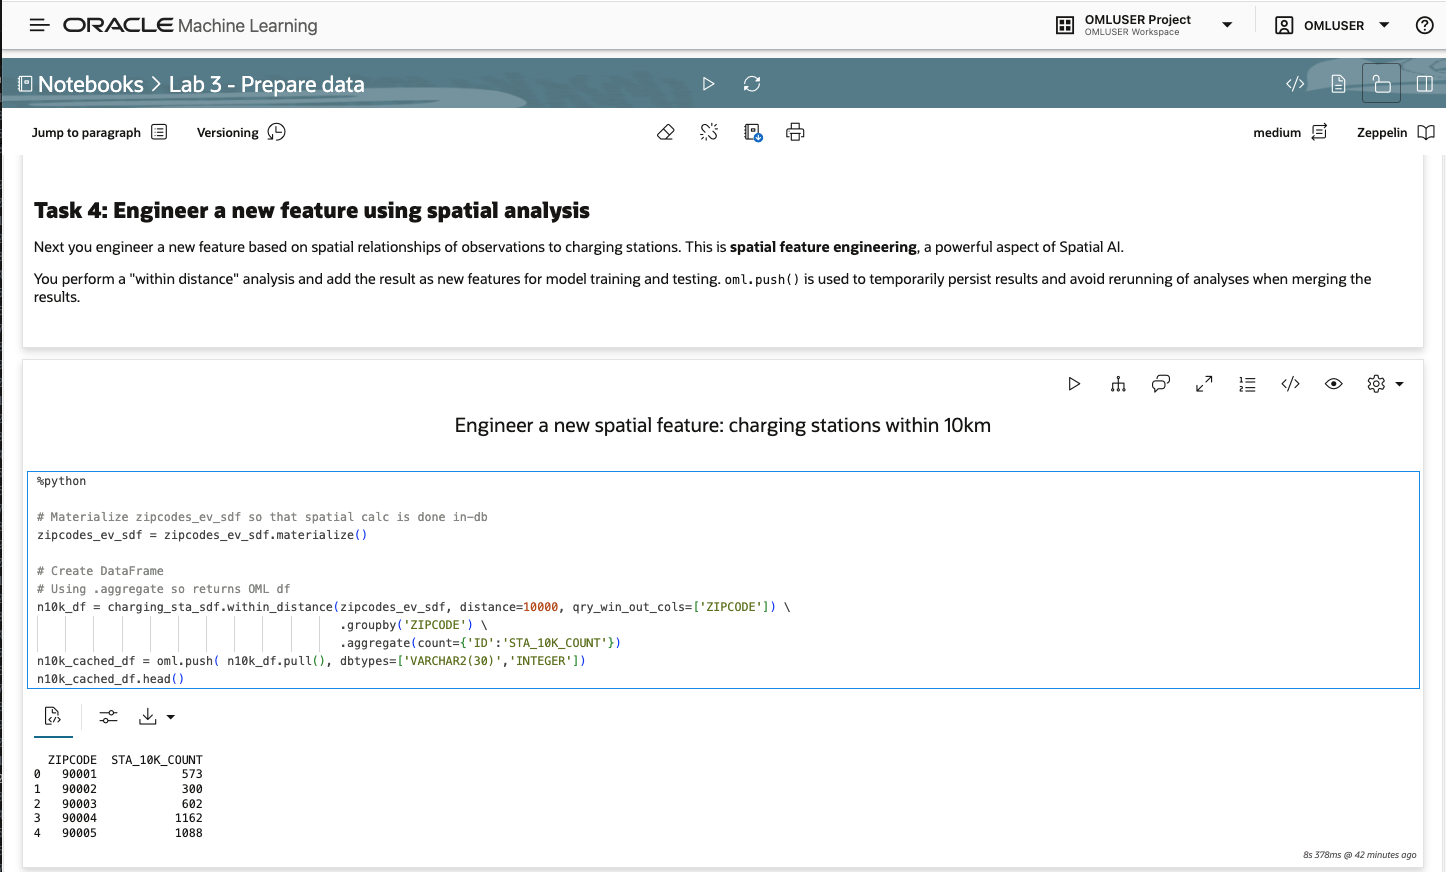 ORACLE Machine Learning
OMLUSER Project
OMLUSER Workspace
OMLUSER
Notebooks > Lab 3 - Prepare data
Jump to paragraph
Versioning
medium
Zeppelin
Task 4: Engineer a new feature using spatial analysis
Next you engineer a new feature based on spatial relationships of observations to charging stations. This is spatial feature engineering, a powerful aspect of Spatial AI.
You perform a "within distance" analysis and add the result as new features for model training and testing. oml.push() is used to temporarily persist results and avoid rerunning of analyses when merging the
results.
Engineer a new spatial feature: charging stations within 10km
%python
# Materialize zipcodes_ev_sdf so that spatial calc is done in-db
zipcodes_ev_sdf = zipcodes_ev_sdf.materialize()
# Create DataFrame
# Using .aggregate so returns OML df
n10k_df = charging_sta_sdf.within_distance(zipcodes_ev_sdf, distance=10000, qry_win_out_cols=['ZIPCODE']) \
.groupby('ZIPCODE') \
.aggregate(count={'ID':'STA_10K_COUNT'})
n10k_cached_df = oml.push( n10k_df.pull(), dbtypes=['VARCHAR2(30)','INTEGER'])
n10k_cached_df.head()
ZIPCODE STA_10K_COUNT
0 90001 573
1 90002 300
2 90003 602
3 90004 1162
4 90005 1088
8s 378ms @ 42 minutes ago